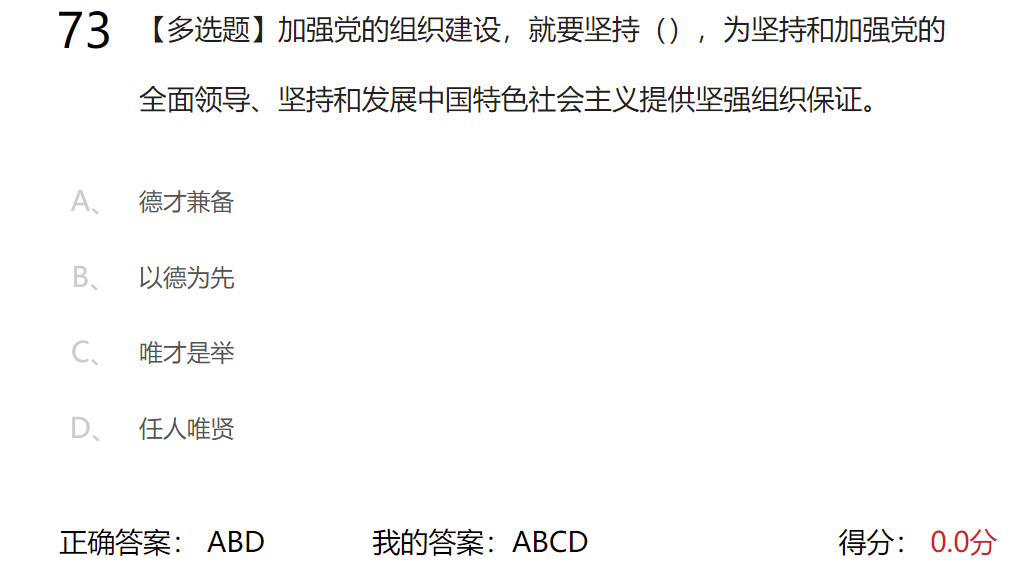 73 【多选题】加强党的组织建设，就要坚持（），为坚持和加强党的
全面领导、坚持和发展中国特色社会主义提供坚强组织保证。
A、 德才兼备
B、 以德为先
C、 唯才是举
D、 任人唯贤
正确答案： ABD 我的答案：ABCD 得分： 0.0分